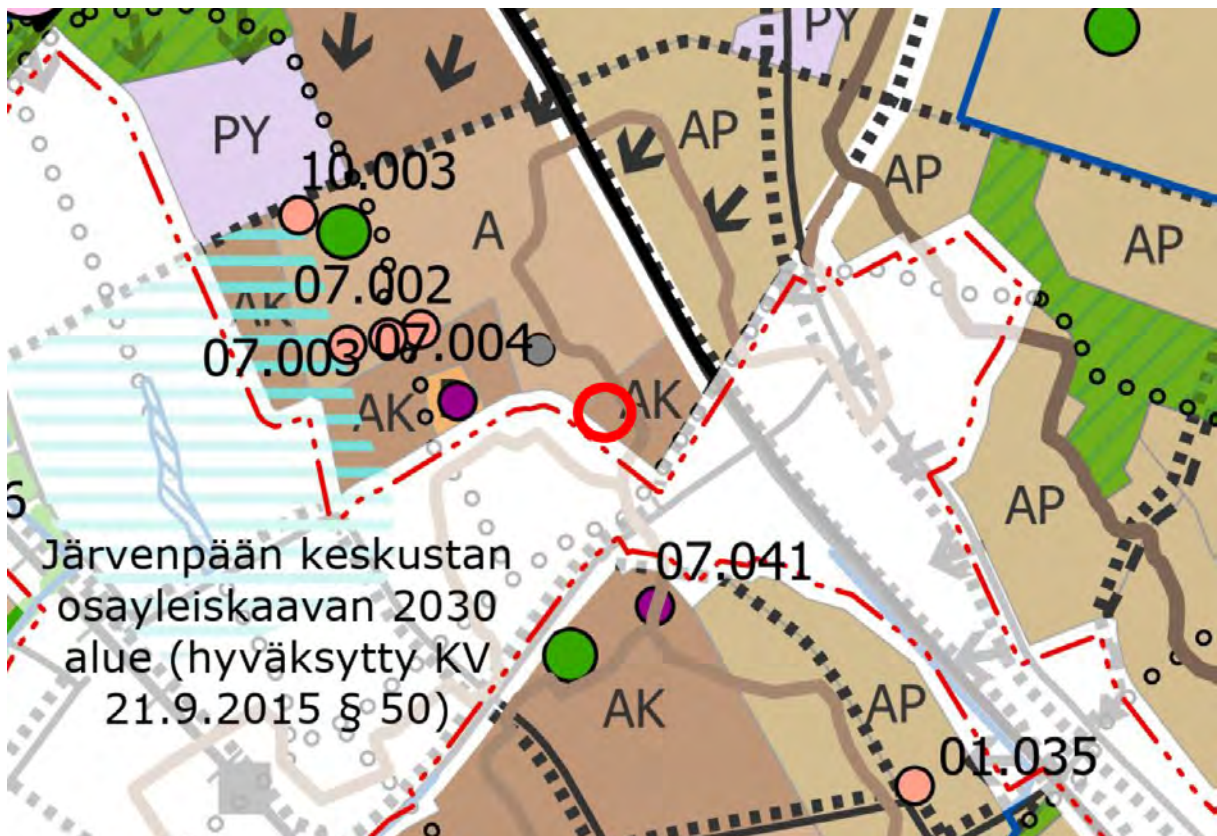 PY
PY
AP
10.003
AP
A
AP
AK
07.002
07.003
07.004
AK
AK
AP
6
Järvenpään keskustan
osayleiskaavan 2030
alue (hyväksytty KV
21.9.2015 § 50)
07.041
AK
AP
01.035